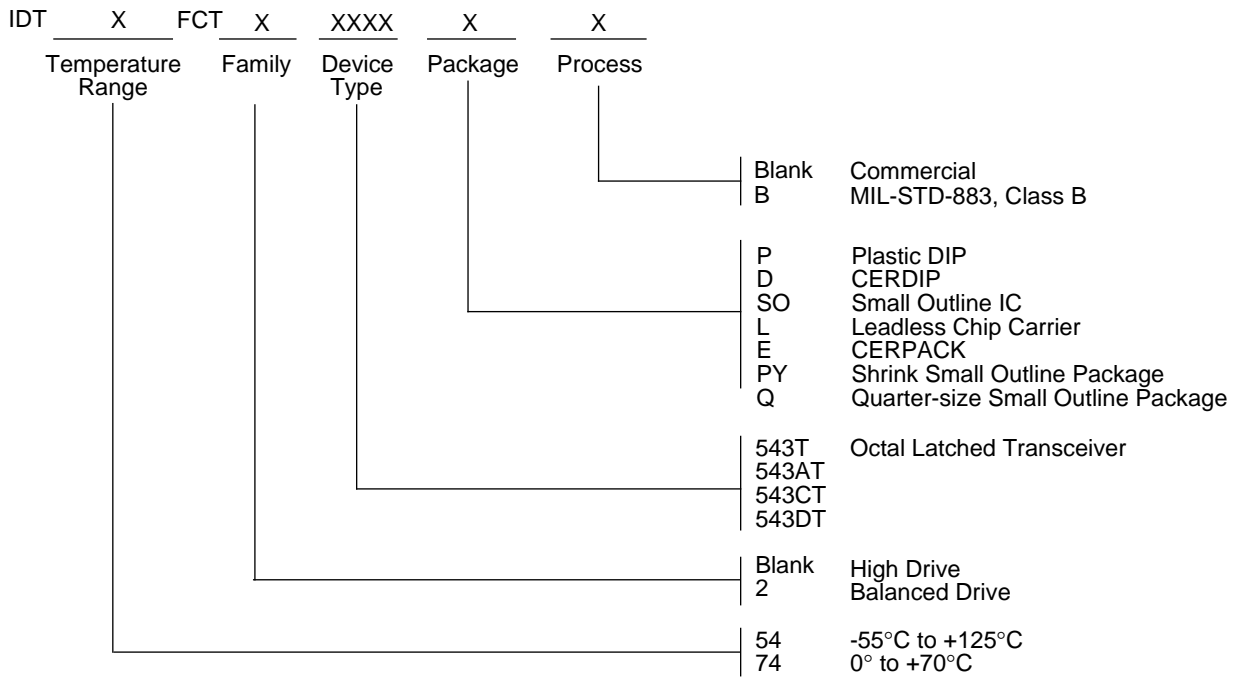 IDT X FCT X XXXX X X
Temperature Range Family Device Type Package Process
Blank Commercial
B MIL-STD-883, Class B
P Plastic DIP
D CERDIP
SO Small Outline IC
L Leadless Chip Carrier
E CERPACK
PY Shrink Small Outline Package
Q Quarter-size Small Outline Package
543T Octal Latched Transceiver
543AT
543CT
543DT
Blank High Drive
2 Balanced Drive
54 -55°C to +125°C
74 0° to +70°C